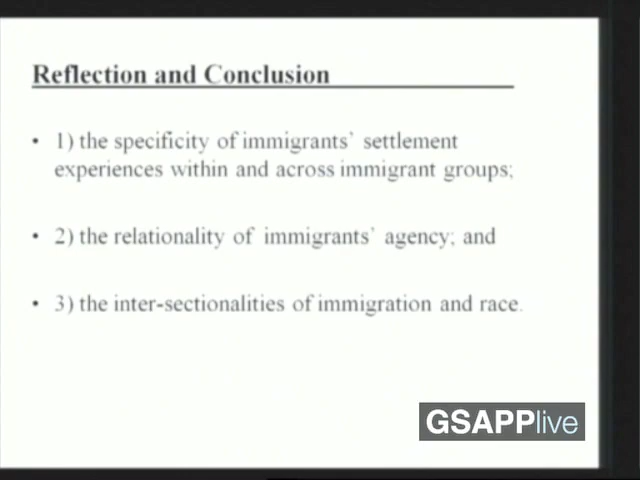 Reflection and Conclusion
• 1) the specificity of immigrants' settlement
experiences within and across immigrant groups;
• 2) the relationality of immigrants' agency; and
• 3) the inter-sectionalities of immigration and race.
GSAPPlive